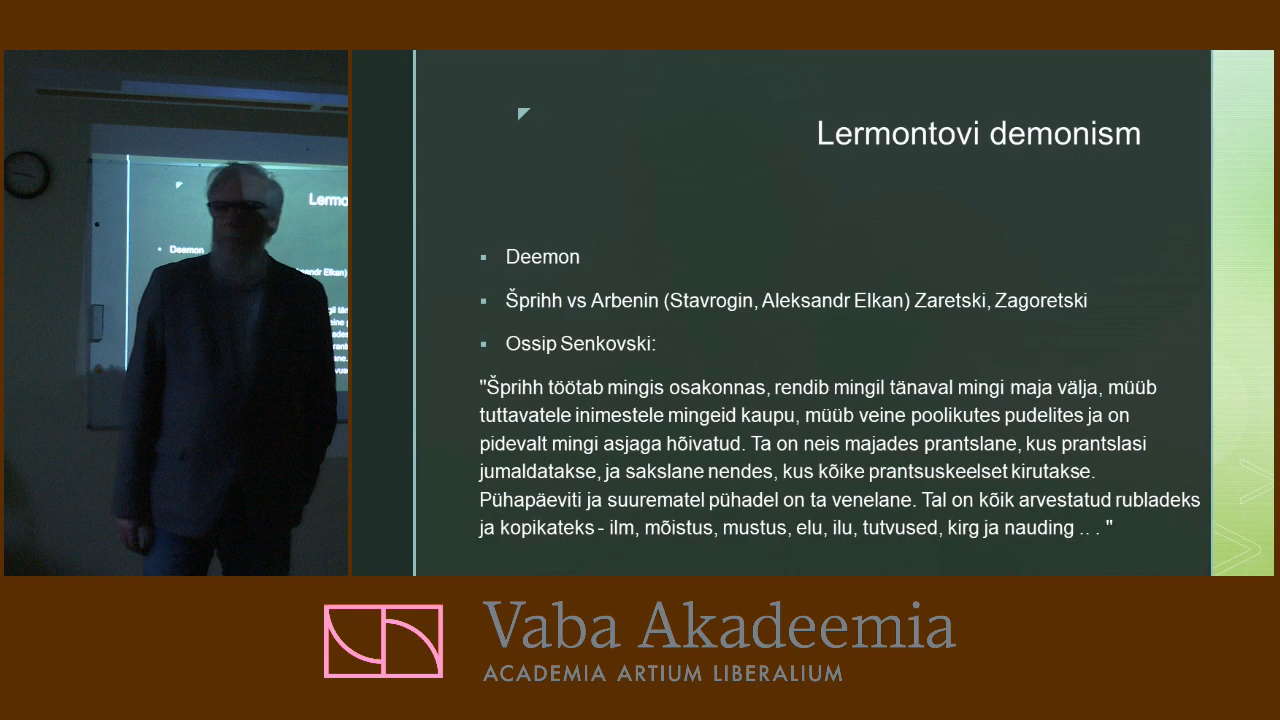 Lermontovi demonism
Deemon
Šprihh vs Arbenin (Stavrogin, Aleksandr Elkan) Zaretski, Zagoretski
Ossip Senkovski:
"Šprihh töötab mingis osakonnas, rendib mingil tänaval mingi maja välja, müüb
tuttavatele inimestele mingeid kaupu, müüb veine poolikutes pudelites ja on
pidevalt mingi asjaga hõivatud. Ta on neis majades prantslane, kus prantslasi
jumaldatakse, ja sakslane nendes, kus kõike prantsuskeelset kirutakse.
Pühapäeviti ja suurematel pühadel on ta venelane. Tal on kõik arvestatud rubladeks
ja kopikateks - ilm, mõistus, mustus, elu, ilu, tutvused, kirg ja nauding .. . "
Lermo
Deemon
Vaba Akadeemia
ACADEMIA ARTIUM LIBERALIUM